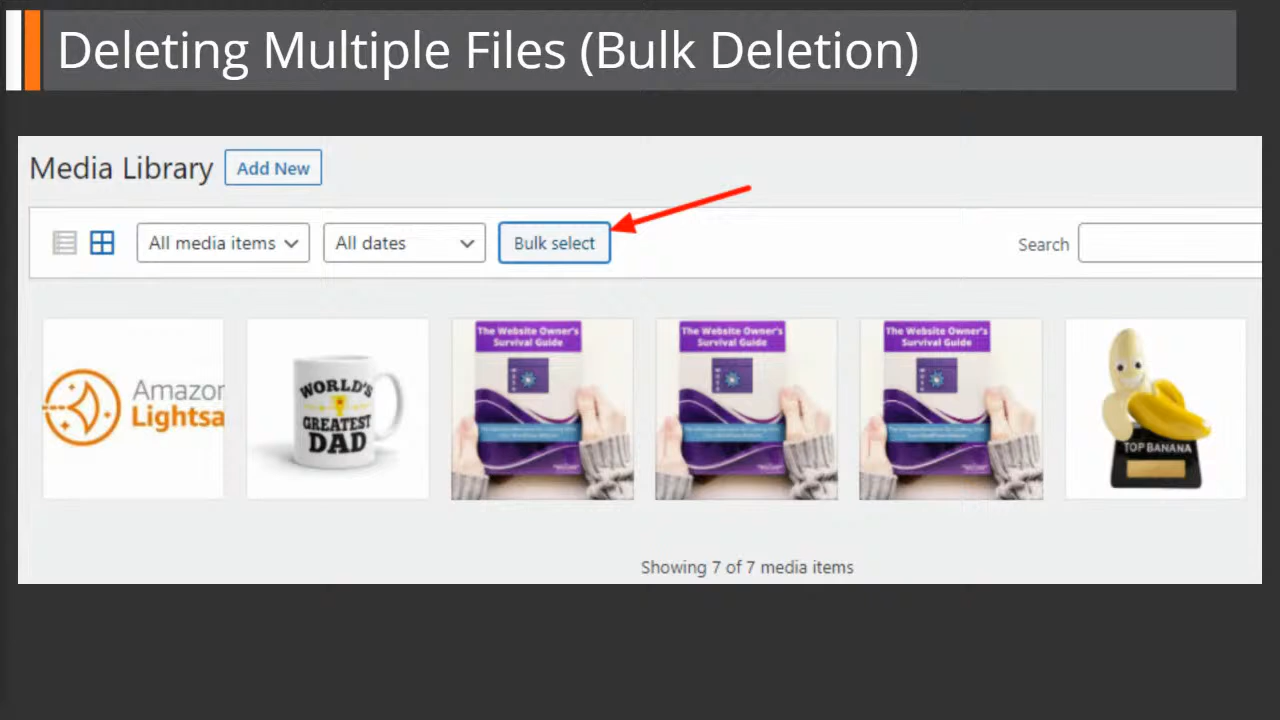 Deleting Multiple Files (Bulk Deletion)
Media Library
Add New
All media items
All dates
Bulk select
Search
Amazon
Lightsa
WORLD'S
GREATEST
DAD
The Website Owner's
Survival Guide
The Website Owner's
Survival Guide
The Website Owner's
Survival Guide
TOP BANANA
Showing 7 of 7 media items